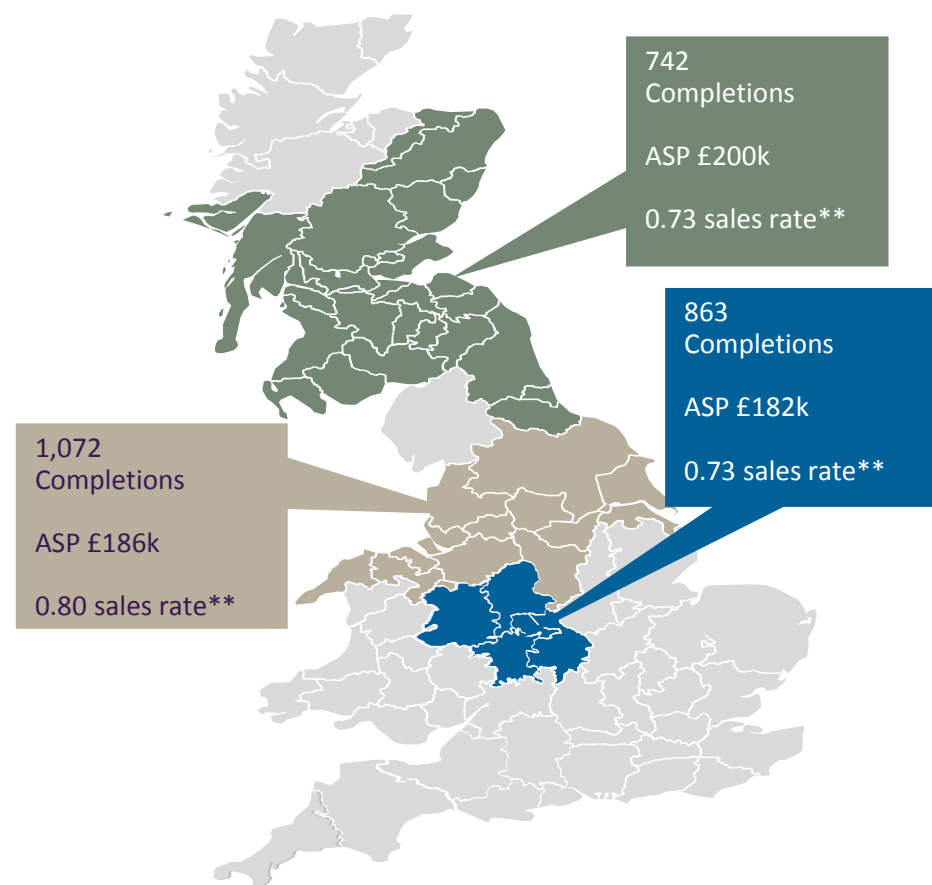 742
Completions
ASP £200k
0.73 sales rate**
863
Completions
ASP £182k
0.73 sales rate**
1,072
Completions
ASP £186k
0.80 sales rate**